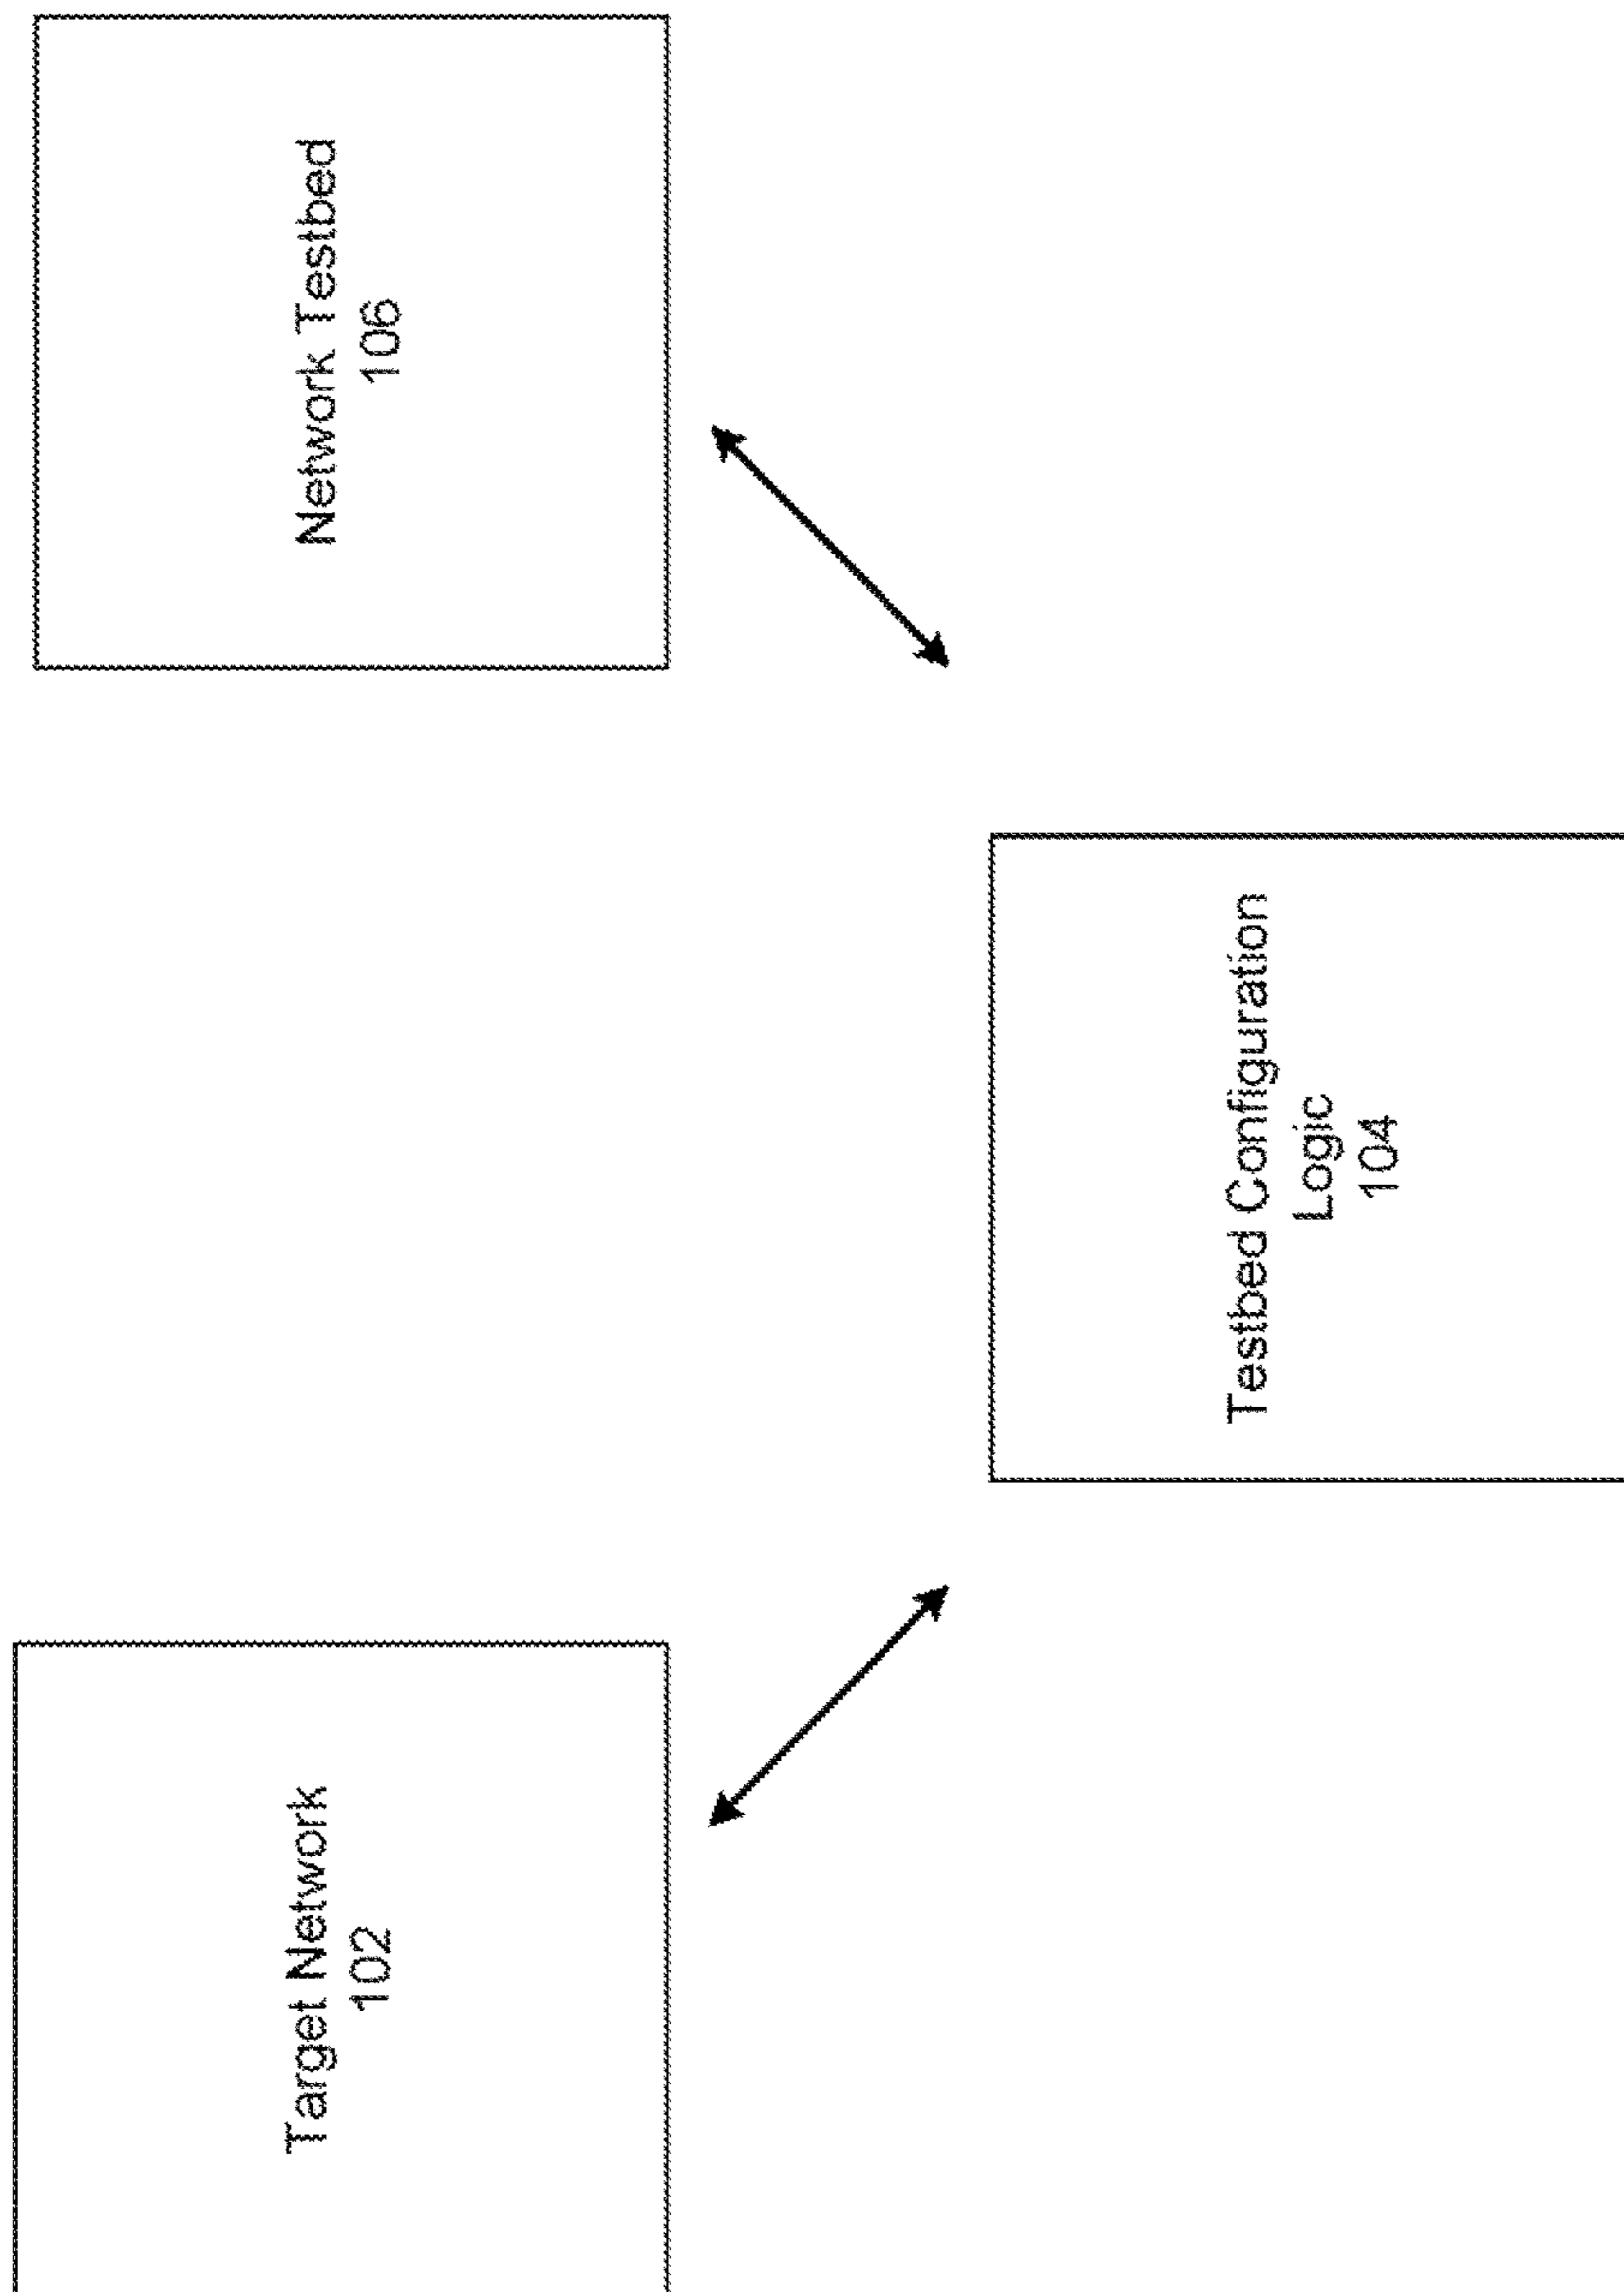 Target Network
102
Testbed Configuration
Logic
104
Network Testbed
106